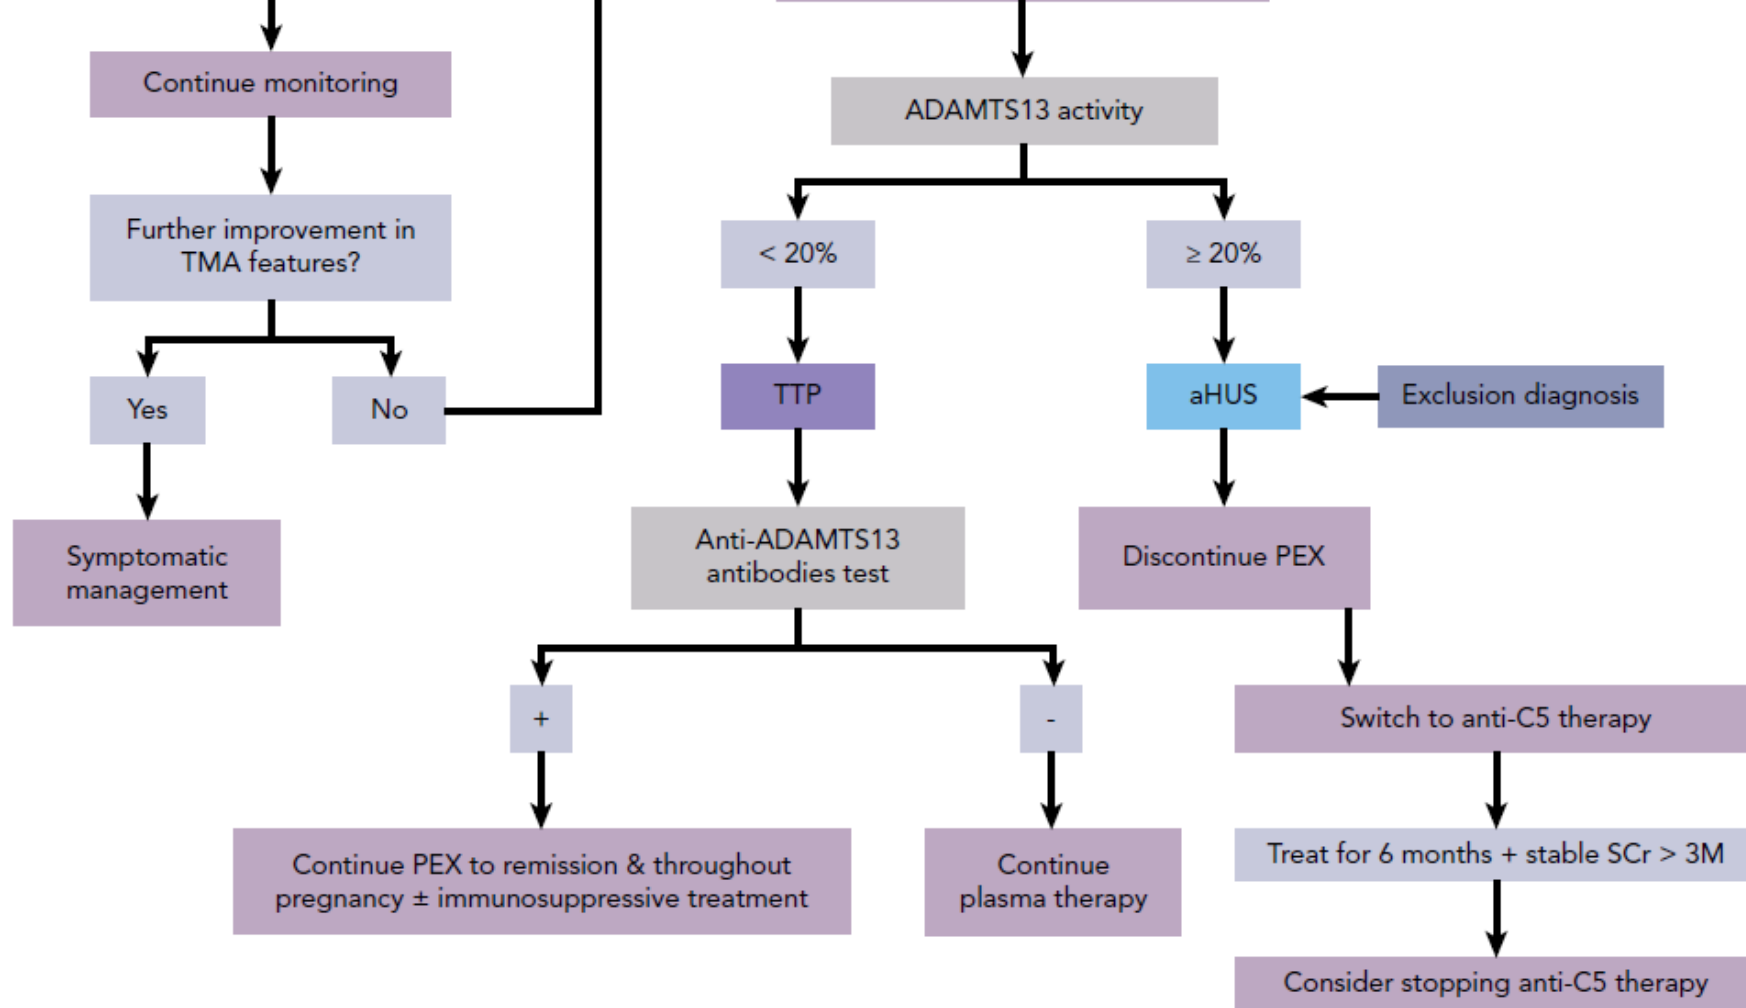 Continue monitoring
Further improvement in
TMA features?
Yes
No
Symptomatic
management
ADAMTS13 activity
< 20%
≥ 20%
TTP
aHUS
Exclusion diagnosis
Anti-ADAMTS13
antibodies test
Discontinue PEX
+
-
Switch to anti-C5 therapy
Continue PEX to remission & throughout
pregnancy ± immunosuppressive treatment
Continue
plasma therapy
Treat for 6 months + stable SCr > 3M
Consider stopping anti-C5 therapy